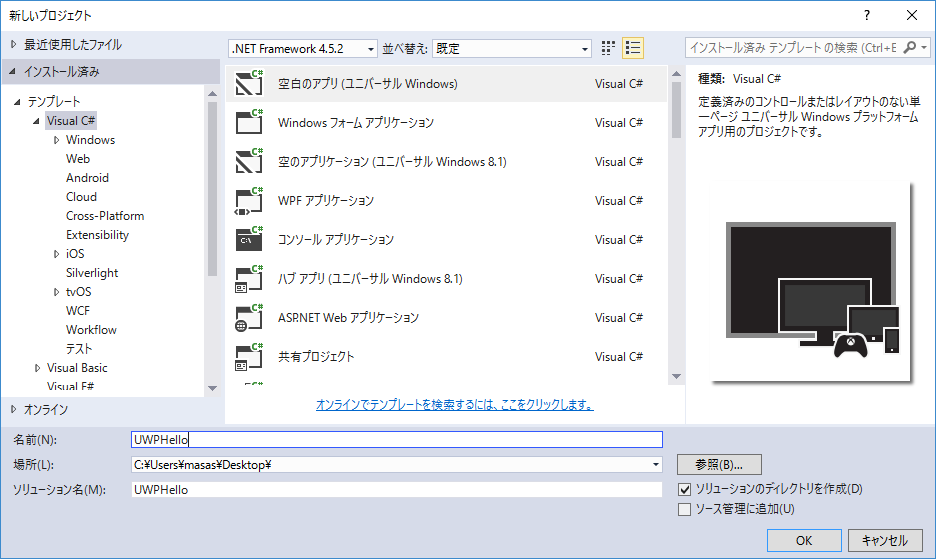 新しいプロジェクト
最近使用したファイル
.NET Framework 4.5.2
並べ替え:
既定
インストール済み テンプレート の検索 (Ctrl+E
インストール済み
テンプレート
Visual C#
Windows
Web
Android
Cloud
Cross-Platform
Extensibility
iOS
Silverlight
tvOS
WCF
Workflow
テスト
Visual Basic
Visual F#
オンライン
空白のアプリ (ユニバーサル Windows) Visual C#
Windows フォーム アプリケーション Visual C#
空のアプリケーション (ユニバーサル Windows 8.1) Visual C#
WPF アプリケーション Visual C#
コンソール アプリケーション Visual C#
ハブ アプリ (ユニバーサル Windows 8.1) Visual C#
ASP.NET Web アプリケーション Visual C#
共有プロジェクト Visual C#
オンラインでテンプレートを検索するには、ここをクリックします。
種類: Visual C#
定義済みのコントロールまたはレイアウトのない単
一ページ ユニバーサル Windows プラットフォーム
アプリ用のプロジェクトです。
名前(N): UWPHello
場所(L): C:¥Users¥masas¥Desktop¥
参照(B)...
ソリューション名(M): UWPHello
ソリューションのディレクトリを作成(D)
ソース管理に追加(U)
OK
キャンセル